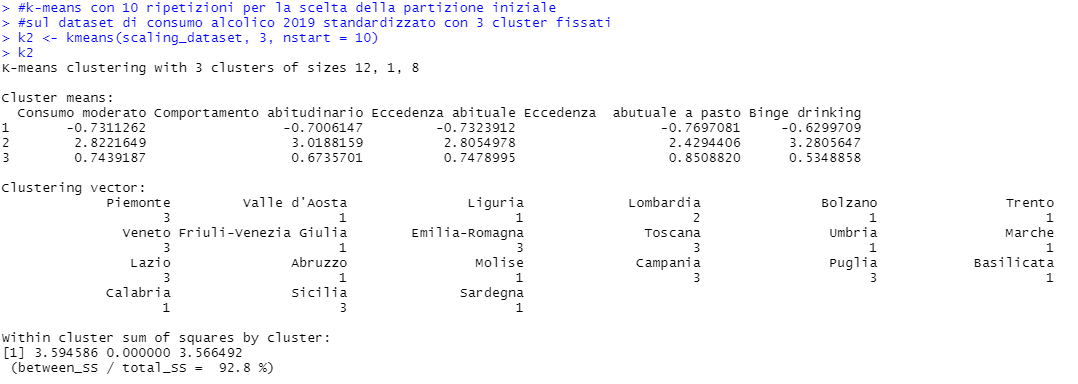 > #k-means con 10 ripetizioni per la scelta della partizione iniziale
> #sul dataset di consumo alcolico 2019 standardizzato con 3 cluster fissati
> k2 <- kmeans(scaling_dataset, 3, nstart = 10)
> k2
K-means clustering with 3 clusters of sizes 12, 1, 8

Cluster means:
  Consumo moderato Comportamento abitudinario Eccedenza abituale Eccedenza  abutuale a pasto Binge drinking
1       -0.7311262                 -0.7006147         -0.7323912                  -0.7697081     -0.6299709
2        2.8221649                  3.0188159          2.8054978                   2.4294406      3.2805647
3        0.7439187                  0.6735701          0.7478995                   0.8508820      0.5348858

Clustering vector:
             Piemonte         Valle d'Aosta               Liguria             Lombardia               Bolzano                Trento
                    3                     1                     1                     2                     1                     1
               Veneto Friuli-Venezia Giulia        Emilia-Romagna               Toscana                Umbria                Marche
                    3                     1                     3                     3                     1                     1
                Lazio               Abruzzo                Molise              Campania                Puglia            Basilicata
                    3                     1                     1                     3                     3                     1
             Calabria               Sicilia              Sardegna
                    1                     3                     1

Within cluster sum of squares by cluster:
[1] 3.594586 0.000000 3.566492
 (between_SS / total_SS =  92.8 %)